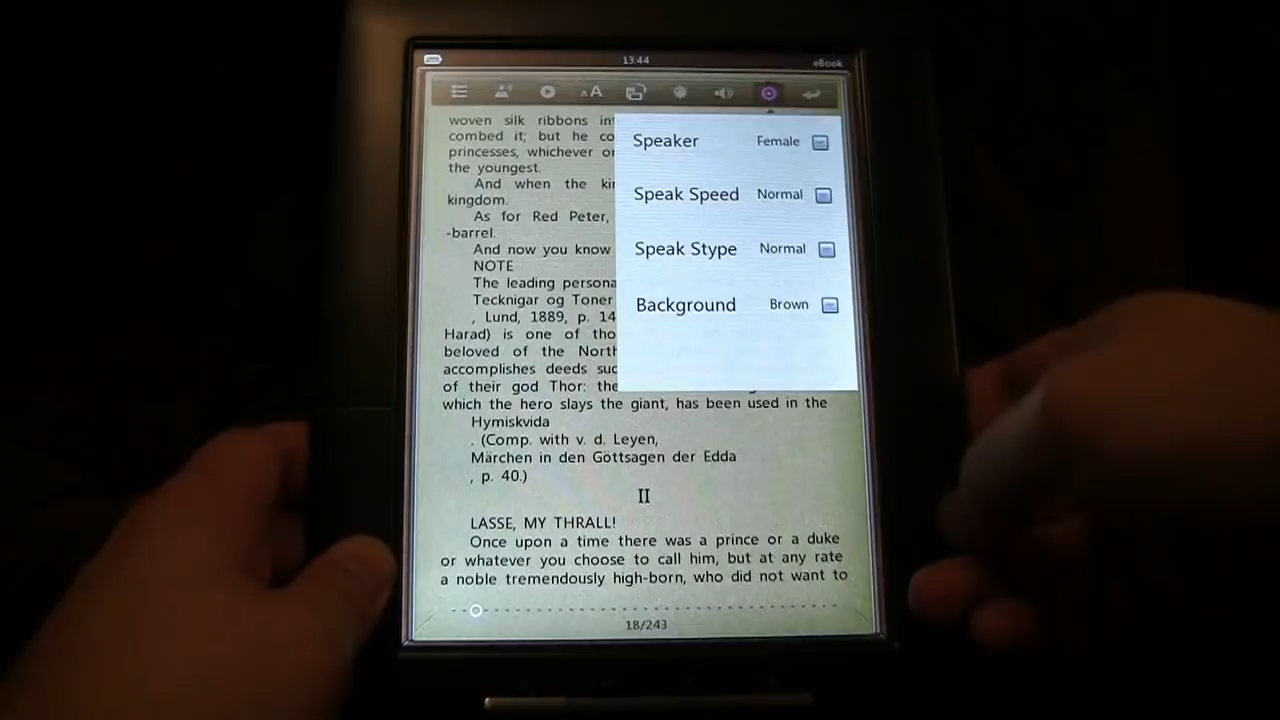 13:44
eBook
AA
woven silk ribbons in
combed it; but he co
princesses, whichever or
the youngest.
And when the kin
kingdom.
As for Red Peter,
-barrel.
And now you know
NOTE
The leading persona
Tecknigar og Toner
, Lund, 1889, p. 14
Harad) is one of tho
beloved of the North
accomplishes deeds suc
of their god Thor: the
which the hero slays the giant, has been used in the
Hymiskvida
. (Comp. with v. d. Leyen,
Märchen in den Göttsagen der Edda
, p. 40.)
II
LASSE, MY THRALL!
Once upon a time there was a prince or a duke
or whatever you choose to call him, but at any rate
a noble tremendously high-born, who did not want to
18/243
Speaker Female
Speak Speed Normal
Speak Stype Normal
Background Brown